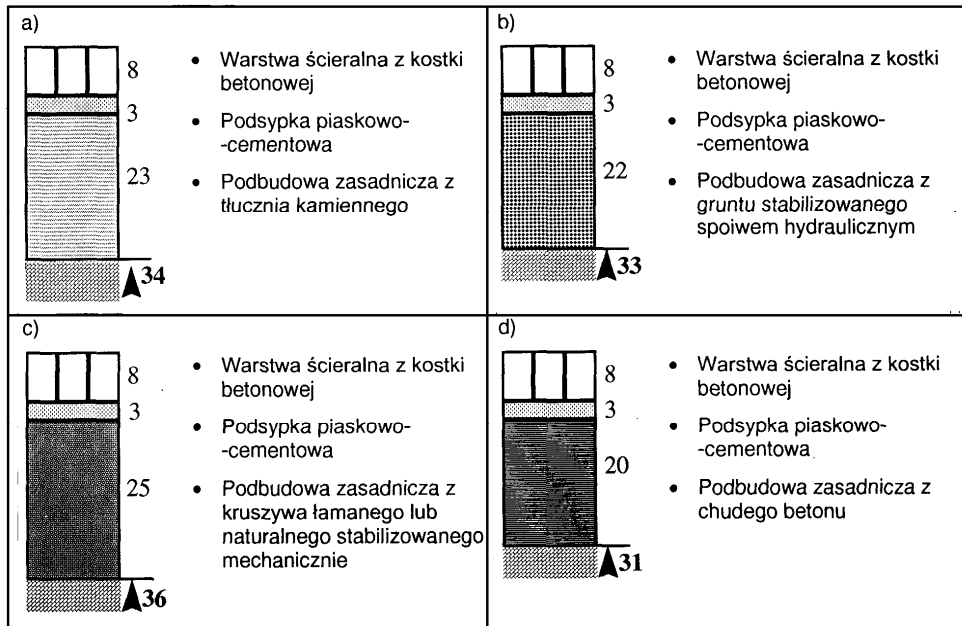 a)
8
3
23
34
• Warstwa ścieralna z kostki
betonowej
• Podsypka piaskowo-
-cementowa
• Podbudowa zasadnicza z
tłucznia kamiennego
b)
8
3
22
33
• Warstwa ścieralna z kostki
betonowej
• Podsypka piaskowo-
-cementowa
• Podbudowa zasadnicza z
gruntu stabilizowanego
spoiwem hydraulicznym
c)
8
3
25
36
• Warstwa ścieralna z kostki
betonowej
• Podsypka piaskowo-
-cementowa
• Podbudowa zasadnicza z
kruszywa łamanego lub
naturalnego stabilizowanego
mechanicznie
d)
8
3
20
31
• Warstwa ścieralna z kostki
betonowej
• Podsypka piaskowo-
-cementowa
• Podbudowa zasadnicza z
chudego betonu